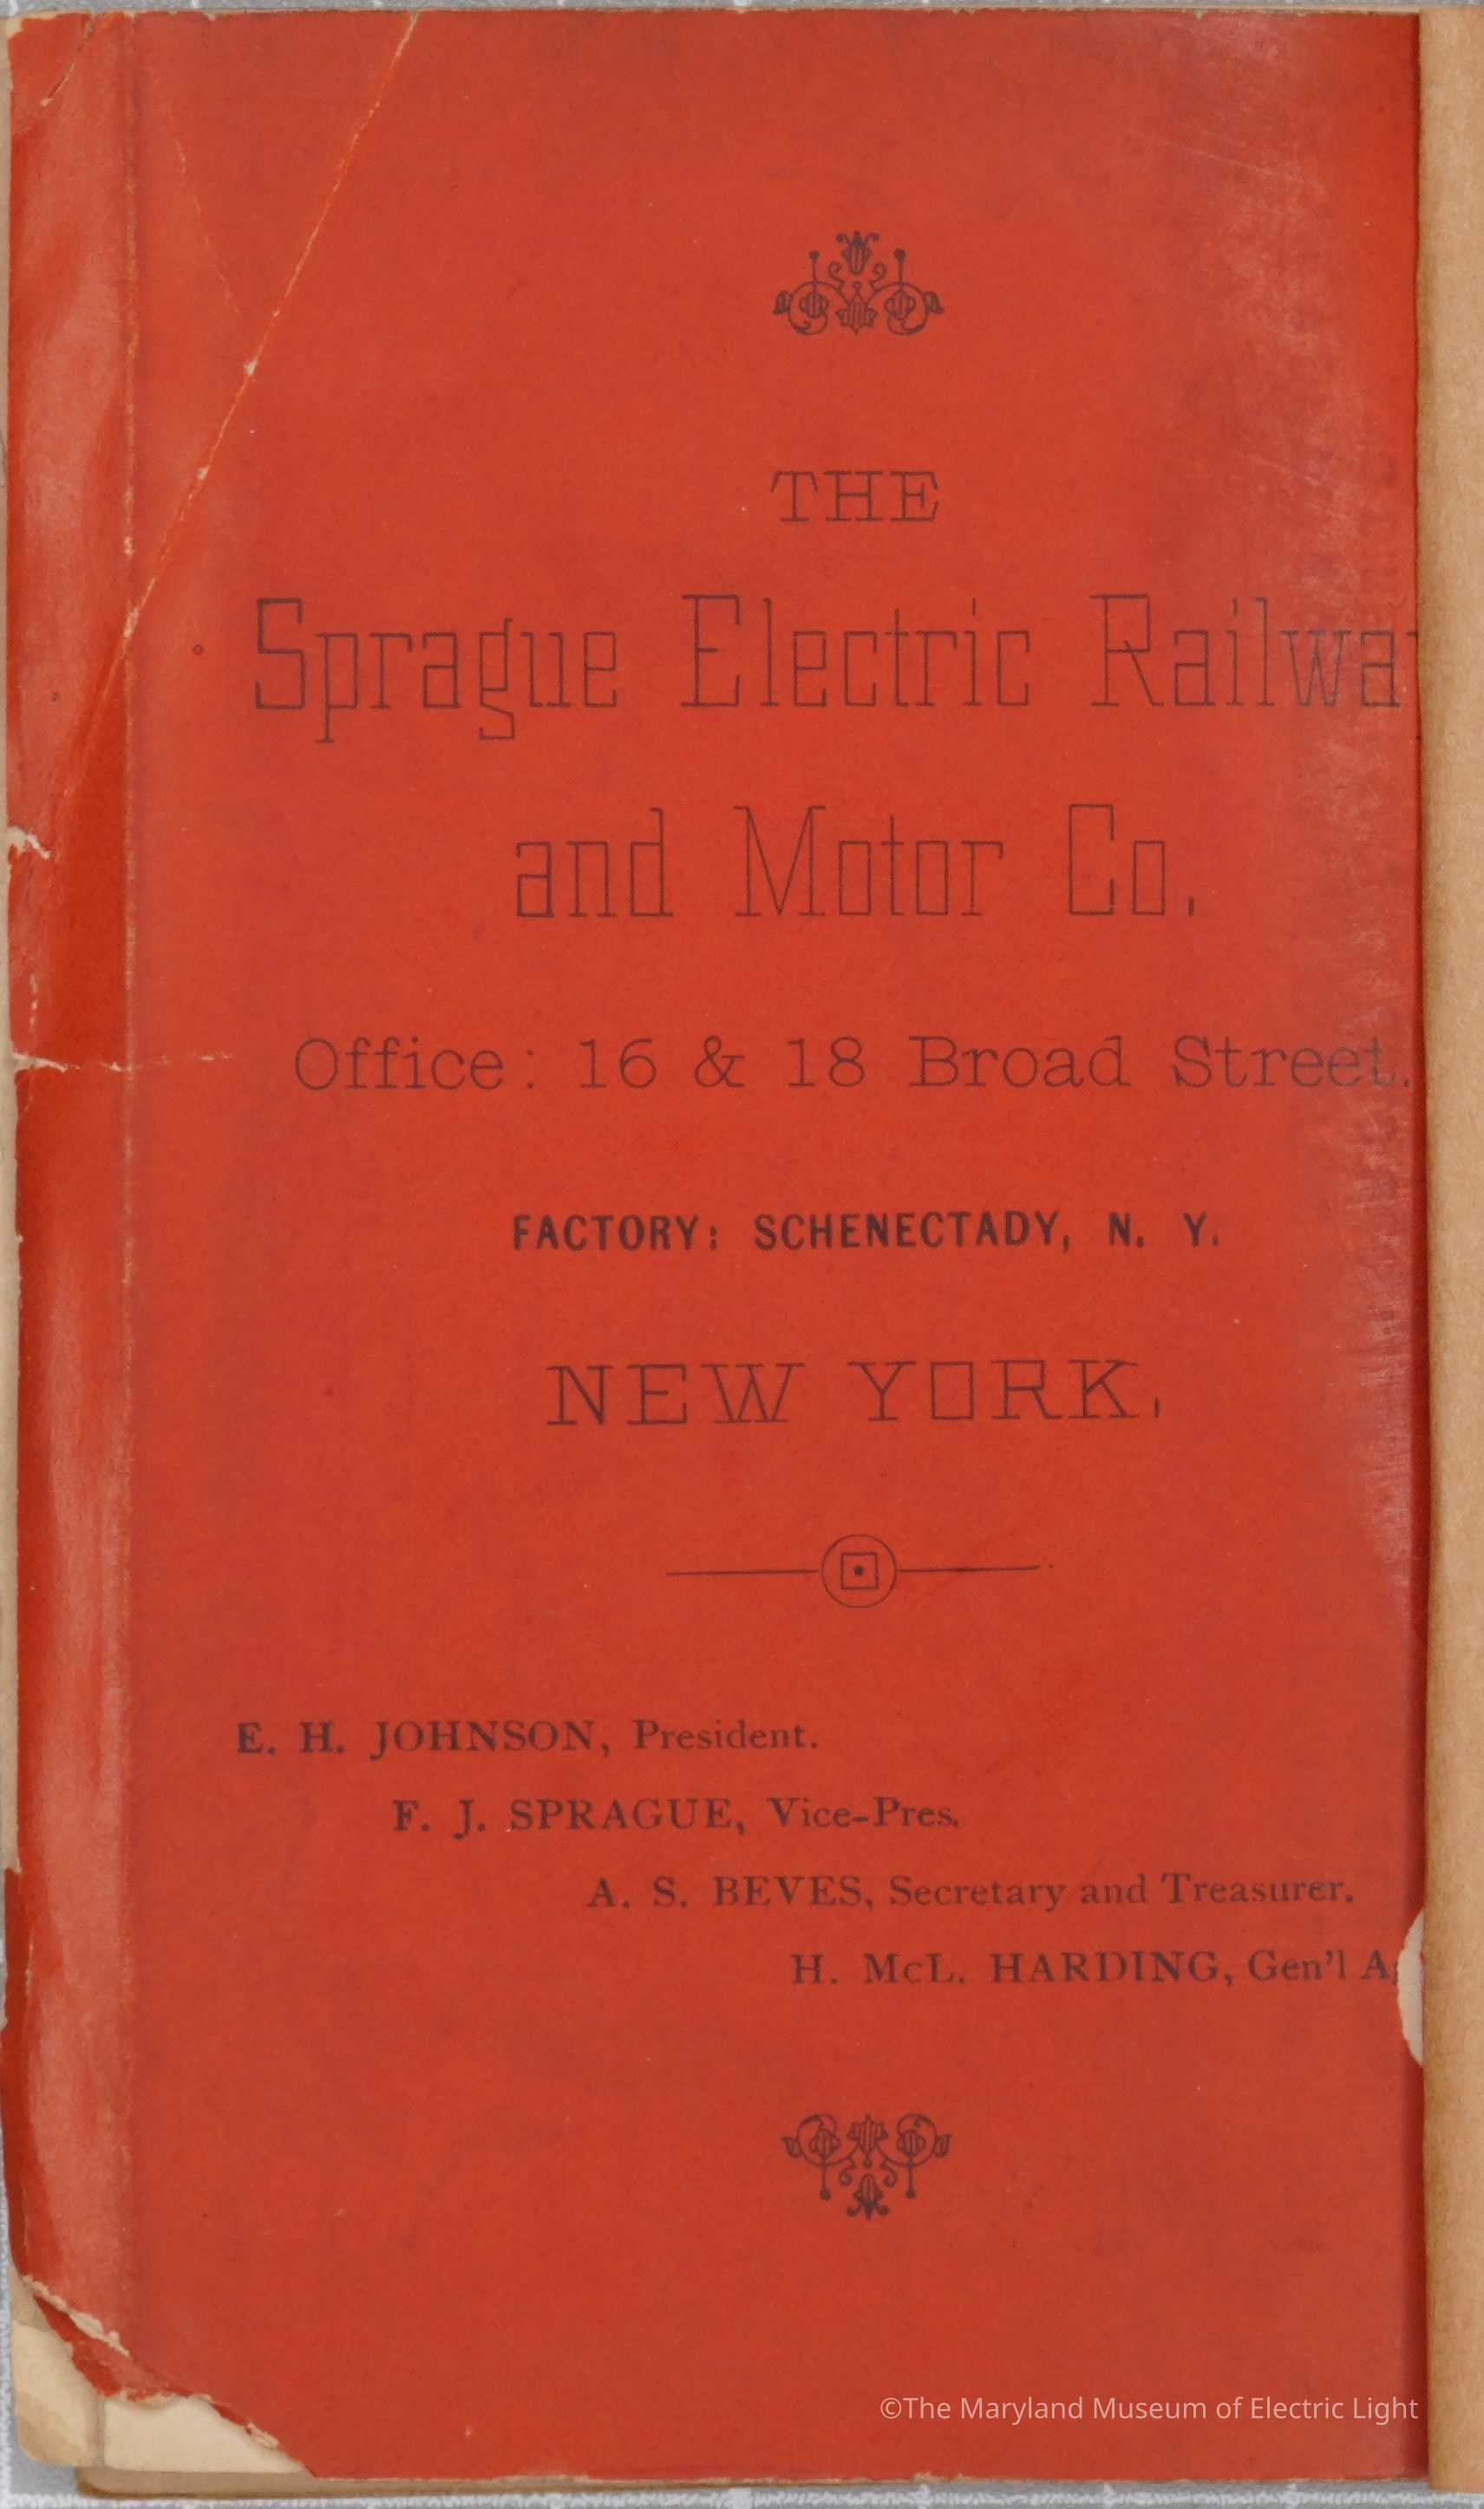 THE
Sprague Electric Railwa
and Motor Co.
Office: 16 & 18 Broad Street.
FACTORY: SCHENECTADY, N. Y.
NEW YORK.
E. H. JOHNSON, President.
F. J. SPRAGUE, Vice-Pres.
A. S. BEVES, Secretary and Treasurer.
H. McL. HARDING, Gen'l A
©The Maryland Museum of Electric Light